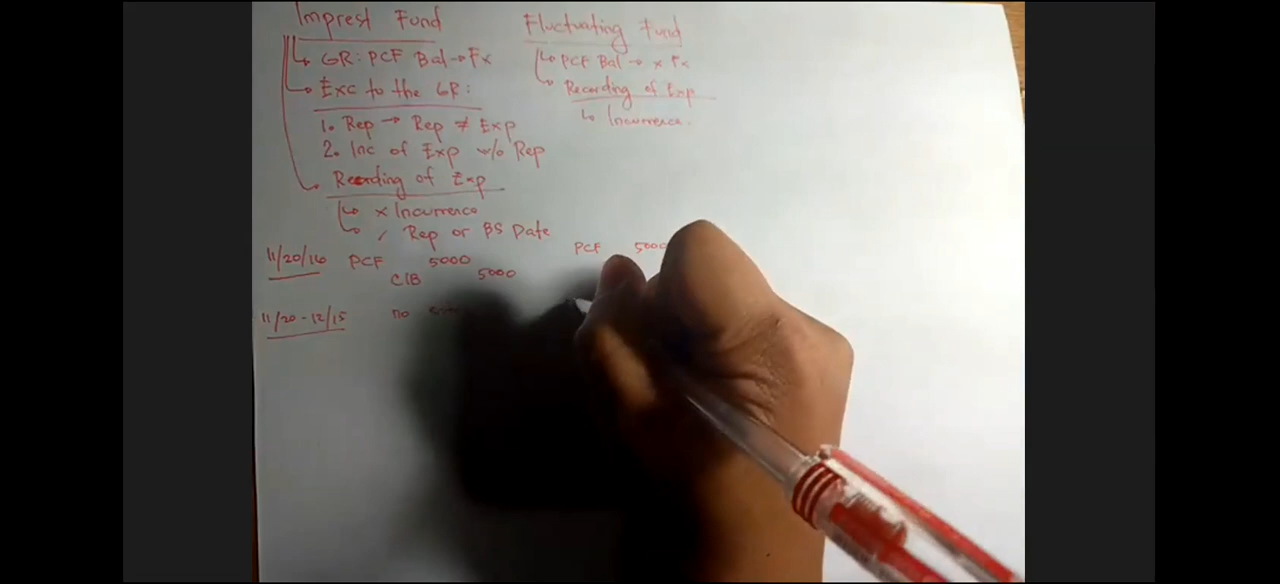 Imprest Fund
↳ GR: PCF Bal → Fx
↳ Exc to the GR:
1. Rep → Rep ≠ Exp
2. Inc of Exp w/o Rep
↳ Recording of Exp
↳ x Incurrence
↳ / Rep or BS Date
Fluctuating Fund
↳ PCF Bal → x Fx
↳ Recording of Exp
↳ Incurrence.
11/20/16 PCF 5000
CIB 5000
PCF 5000
11/20 - 12/15 no